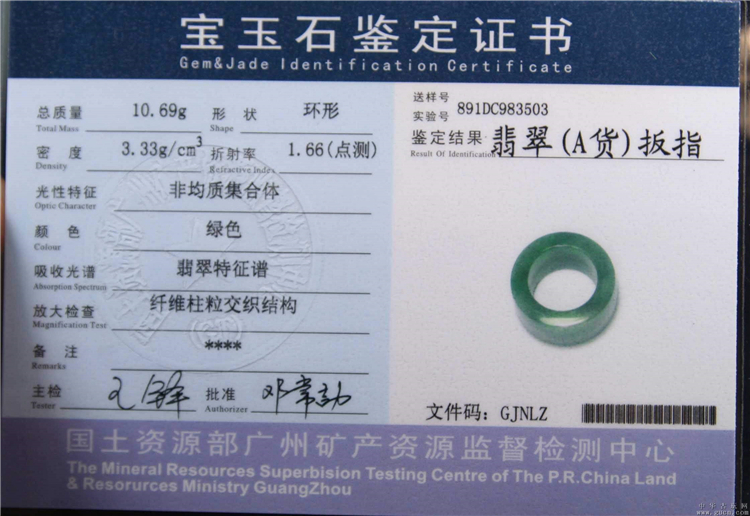 宝玉石鉴定证书
Gem&Jade Identification Certificate
总质量 10.69g 形状 环形
Total Mass Shape
密度 3.33g/cm³ 折射率 1.66(点测)
Density Refractive Index
光性特征 非均质集合体
Optic Character
颜色 绿色
Colour
吸收光谱 翡翠特征谱
Absorption Spectrum
放大检查 纤维柱粒交织结构
Magnification Test
备注 ****
Remarks
主检 批准
Tester Authorizer
送样号
实验号 891DC983503
鉴定结果 翡翠(A货)扳指
Result Of Identification
文件码: GJNLZ
国土资源部广州矿产资源监督检测中心
The Mineral Resources Superbision Testing Centre of The P.R.China Land
& Resorurces Ministry GuangZhou